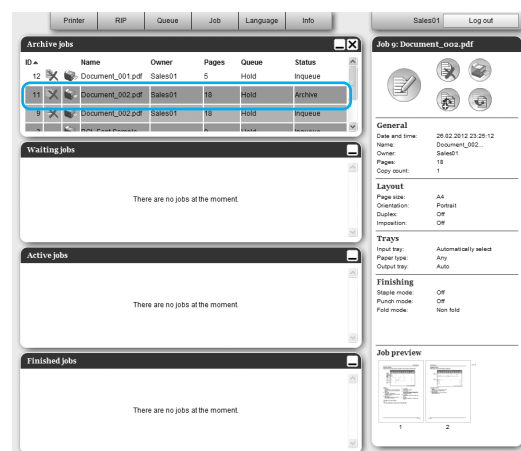 Printer RIP Queue Job Language Info Sales01 Log out
Archive jobs
ID Name Owner Pages Queue Status
12 Document_001.pdf Sales01 5 Hold Inqueue
11 Document_002.pdf Sales01 18 Hold Archive
9 Document_002.pdf Sales01 18 Hold Inqueue
Waiting jobs
There are no jobs at the moment.
Active jobs
There are no jobs at the moment.
Finished jobs
There are no jobs at the moment.
Job 9: Document_002.pdf
General
Date and time: 26.02.2012 23:25:12
Name: Document_002...
Owner: Sales01
Pages: 18
Copy count: 1
Layout
Page size: A4
Orientation: Portrait
Duplex: Off
Imposition: Off
Trays
Input tray: Automatically select
Paper type: Any
Output tray: Auto
Finishing
Staple mode: Off
Punch mode: Off
Fold mode: Non fold
Job preview
1 2